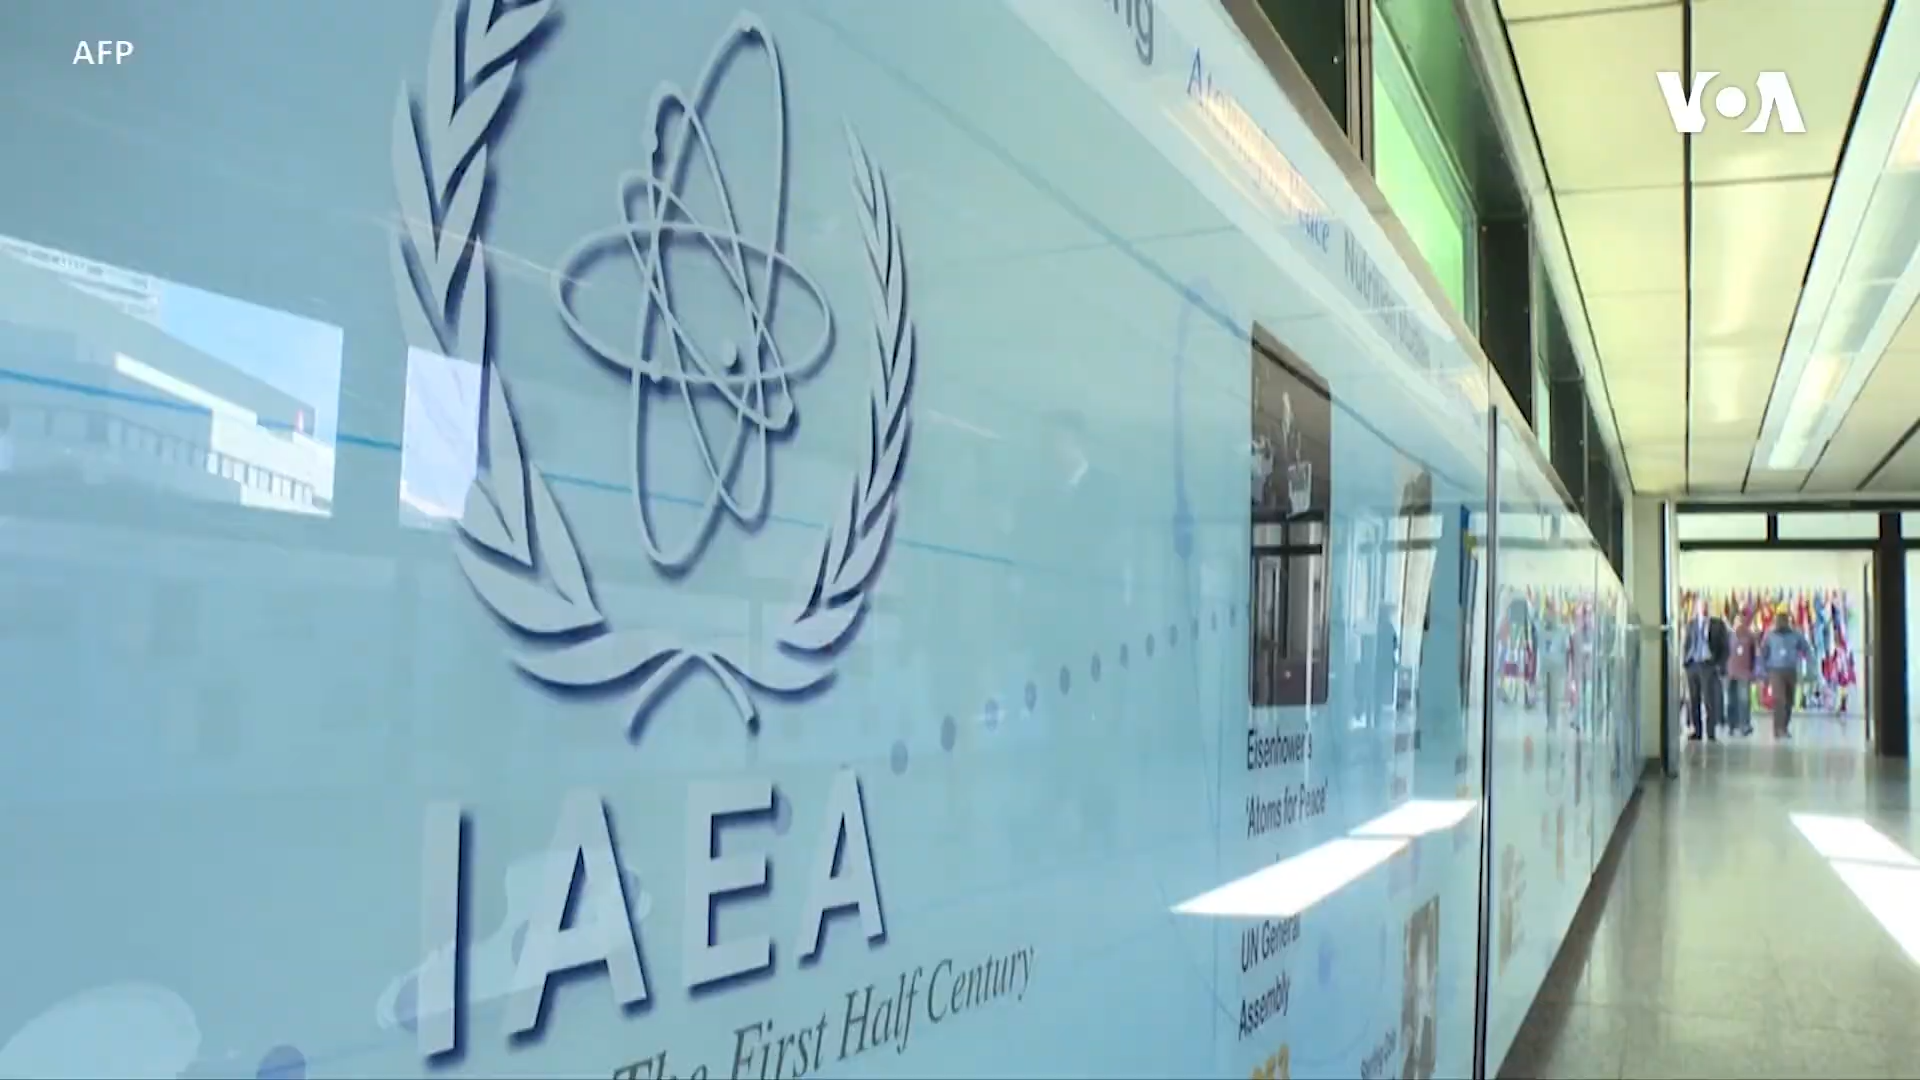 AFP
VOA
Eisenhower's
'Atoms for Peace'
UN General
Assembly
IAEA
The First Half Century